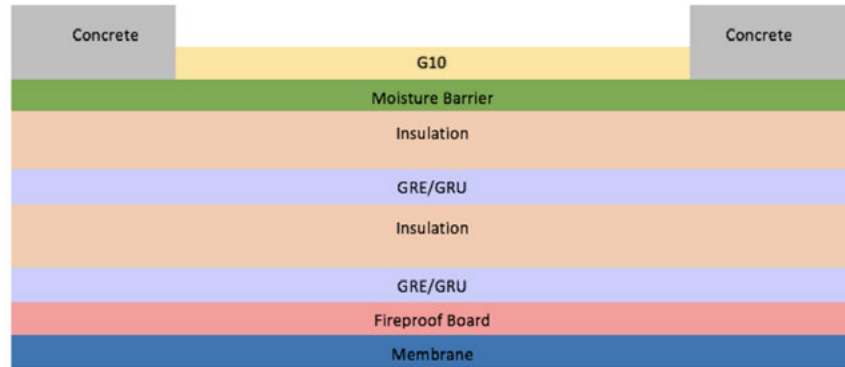 Concrete
Concrete
G10
Moisture Barrier
Insulation
GRE/GRU
Insulation
GRE/GRU
Fireproof Board
Membrane